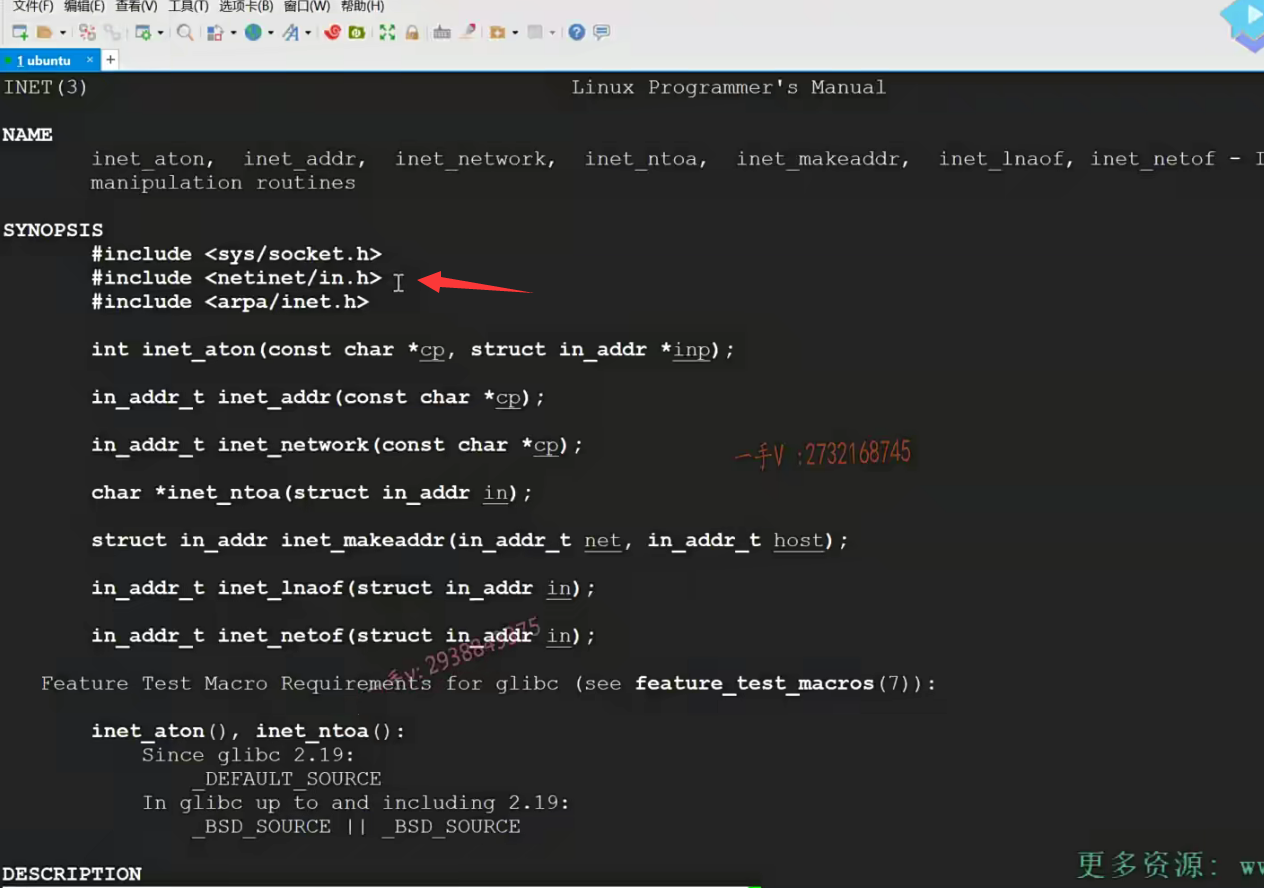 文件(F) 编辑(E) 查看(V) 工具(T) 选项卡(B) 窗口(W) 帮助(H)
1 ubuntu × +
INET(3) Linux Programmer's Manual
NAME
inet_aton, inet_addr, inet_network, inet_ntoa, inet_makeaddr, inet_lnaof, inet_netof - I
manipulation routines
SYNOPSIS
#include <sys/socket.h>
#include <netinet/in.h>
#include <arpa/inet.h>
int inet_aton(const char *cp, struct in_addr *inp);
in_addr_t inet_addr(const char *cp);
in_addr_t inet_network(const char *cp);
一手V :2732168745
char *inet_ntoa(struct in_addr in);
struct in_addr inet_makeaddr(in_addr_t net, in_addr_t host);
in_addr_t inet_lnaof(struct in_addr in);
in_addr_t inet_netof(struct in_addr in);
Feature Test Macro Requirements for glibc (see feature_test_macros(7)):
inet_aton(), inet_ntoa():
Since glibc 2.19:
_DEFAULT_SOURCE
In glibc up to and including 2.19:
_BSD_SOURCE || _BSD_SOURCE
更多资源: ww
DESCRIPTION